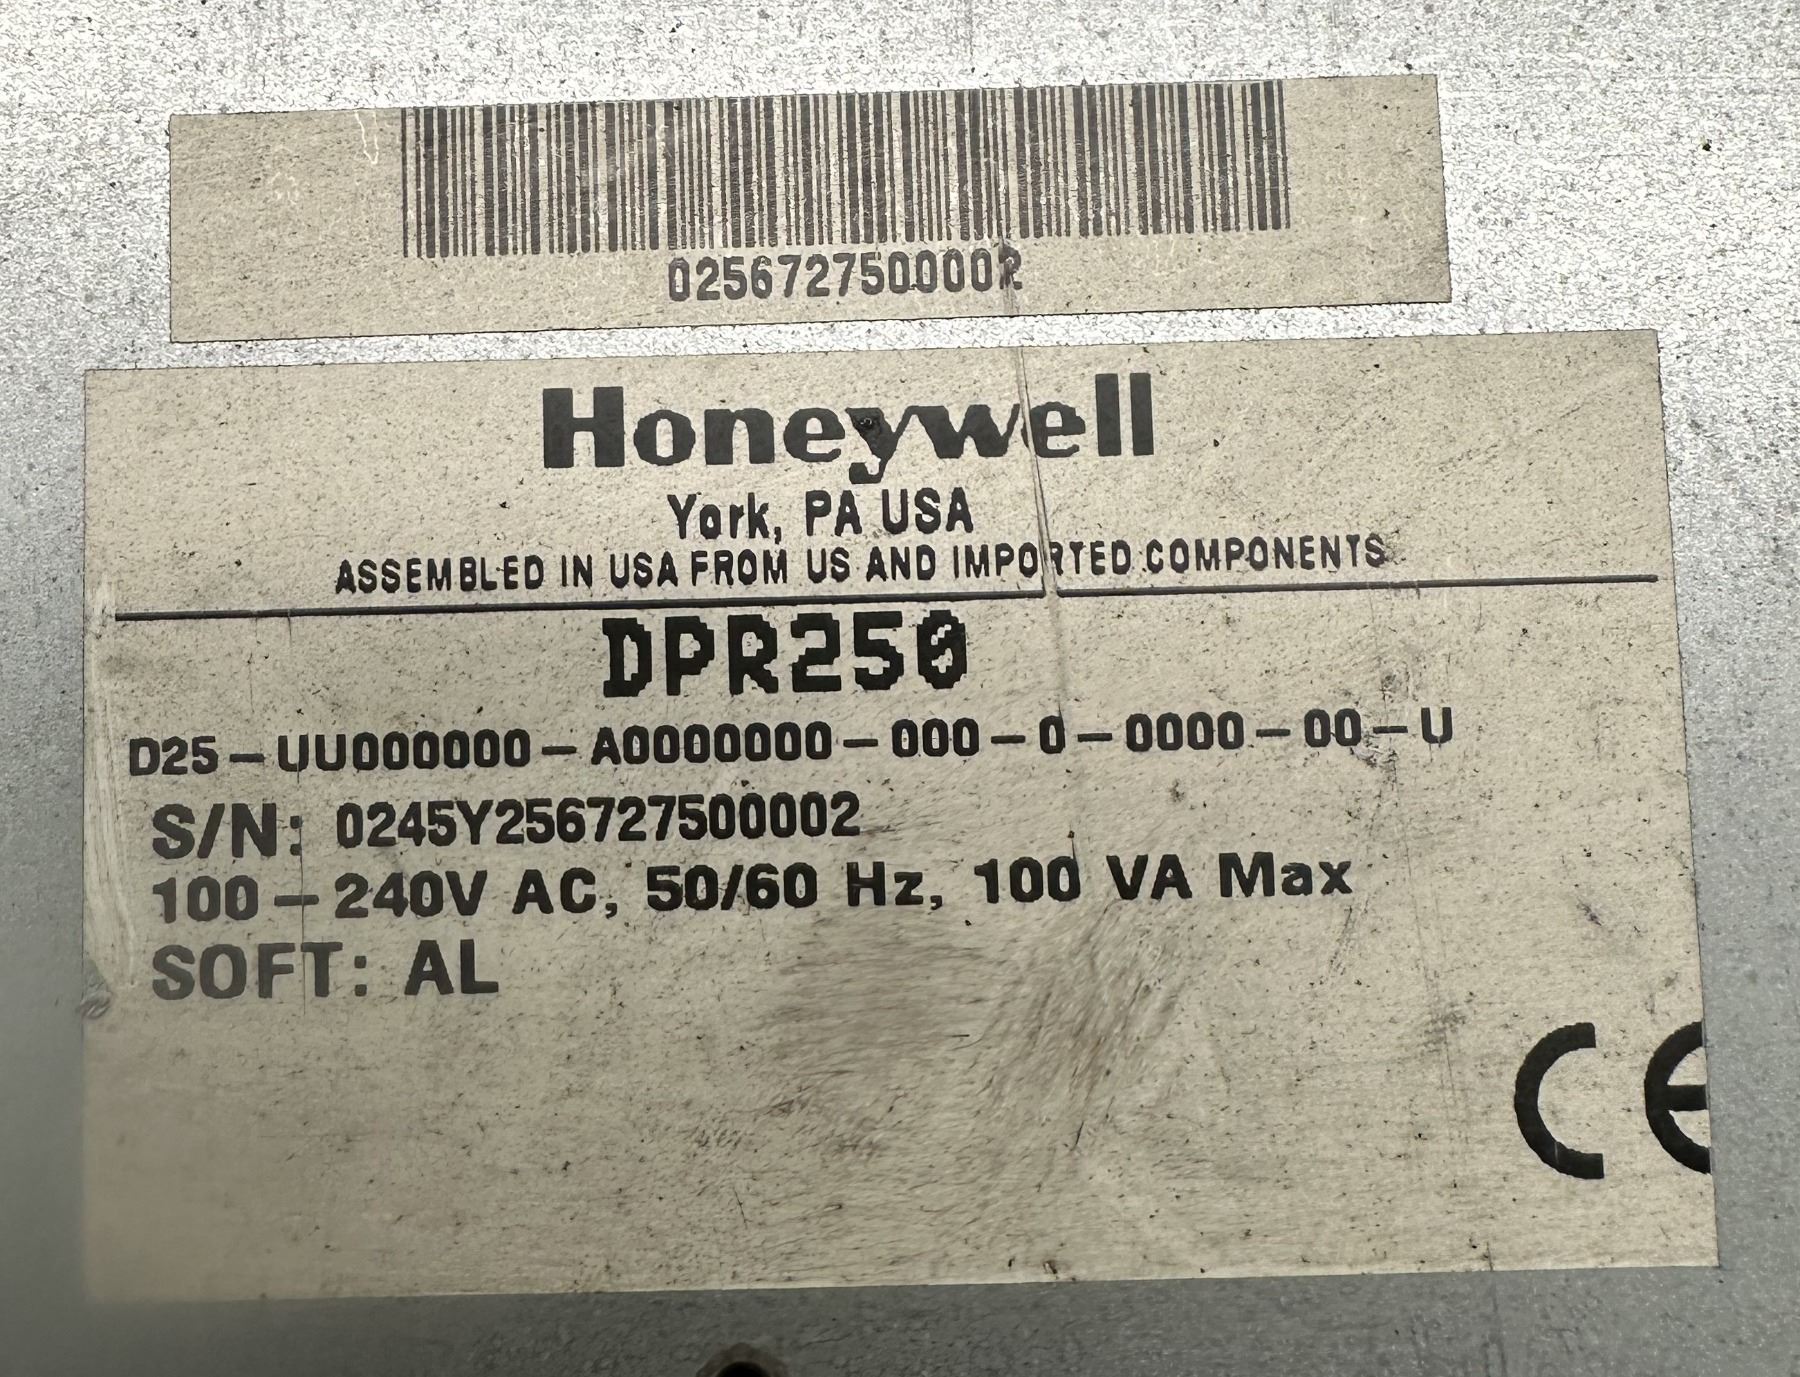 0256727500002
Honeywell
York, PA USA
ASSEMBLED IN USA FROM US AND IMPORTED COMPONENTS
DPR250
D25-UU000000-A0000000-000-0-0000-00-U
S/N: 0245Y256727500002
100-240V AC, 50/60 Hz, 100 VA Max
SOFT: AL
CE